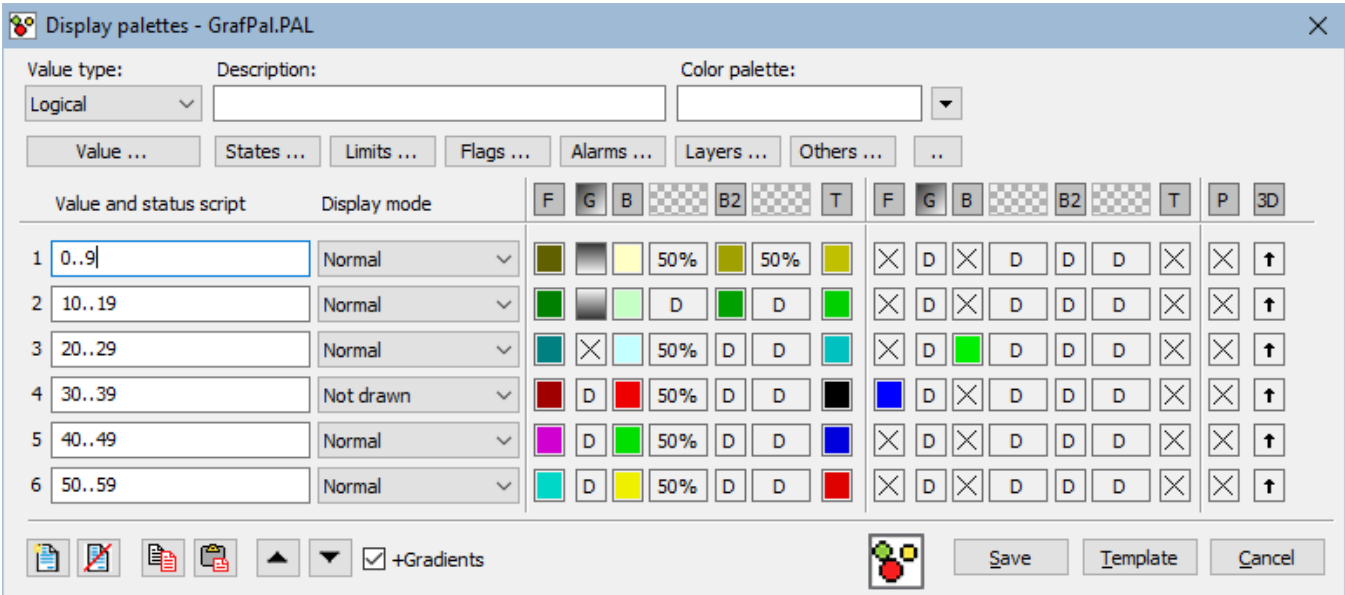 Display palettes - GrafPal.PAL
Value type: Description: Color palette:
Logical
Value ... States ... Limits ... Flags ... Alarms ... Layers ... Others ... ..
Value and status script Display mode F G B B2 T F G B B2 T P 3D
1 0..9 Normal 50% 50% D D D D
2 10..19 Normal D D D D D D
3 20..29 Normal 50% D D D D D D
4 30..39 Not drawn D 50% D D D D D D
5 40..49 Normal D 50% D D D D D D
6 50..59 Normal D 50% D D D D D D
+Gradients Save Template Cancel